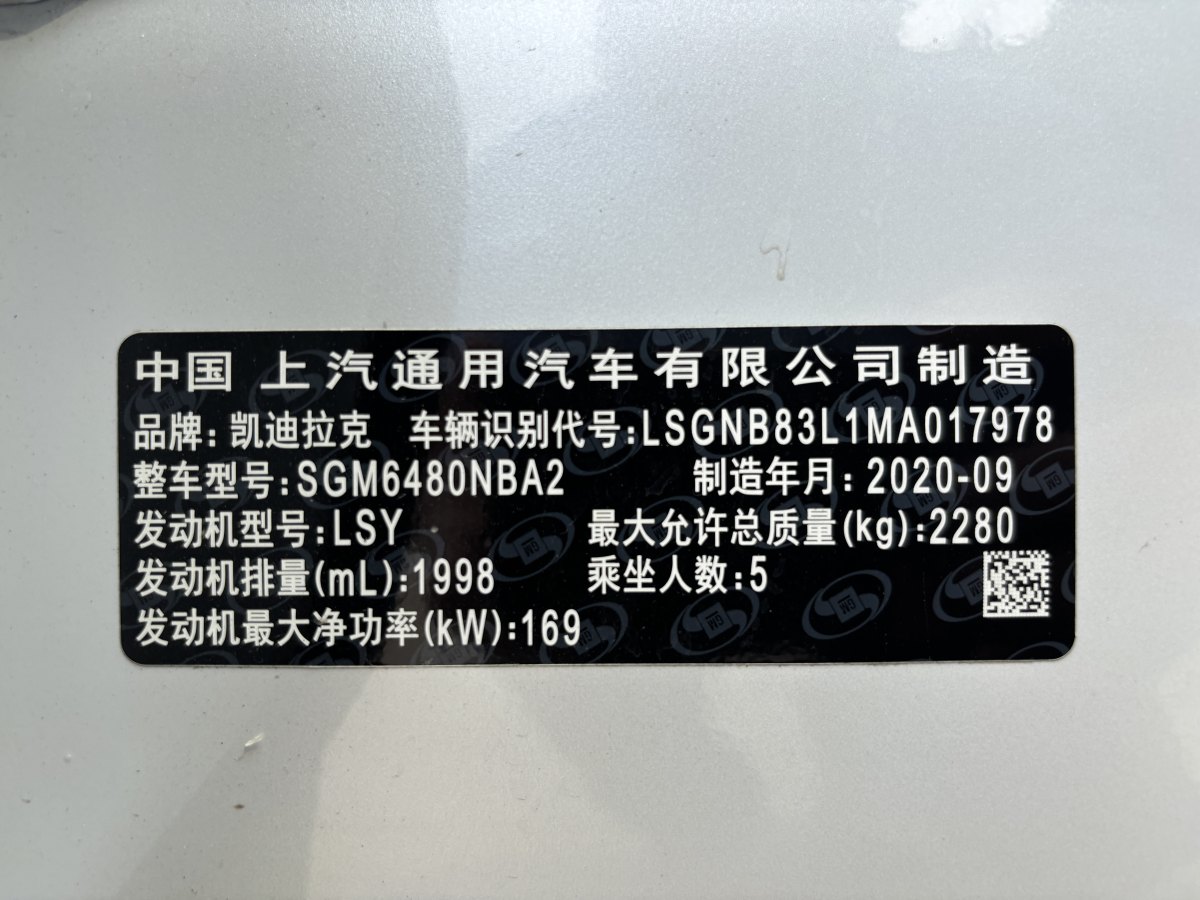 中国 上汽通用汽车有限公司制造
品牌: 凯迪拉克 车辆识别代号:LSGNB83L1MA017978
整车型号:SGM6480NBA2 制造年月: 2020-09
发动机型号:LSY 最大允许总质量(kg):2280
发动机排量(mL):1998 乘坐人数:5
发动机最大净功率(kW):169